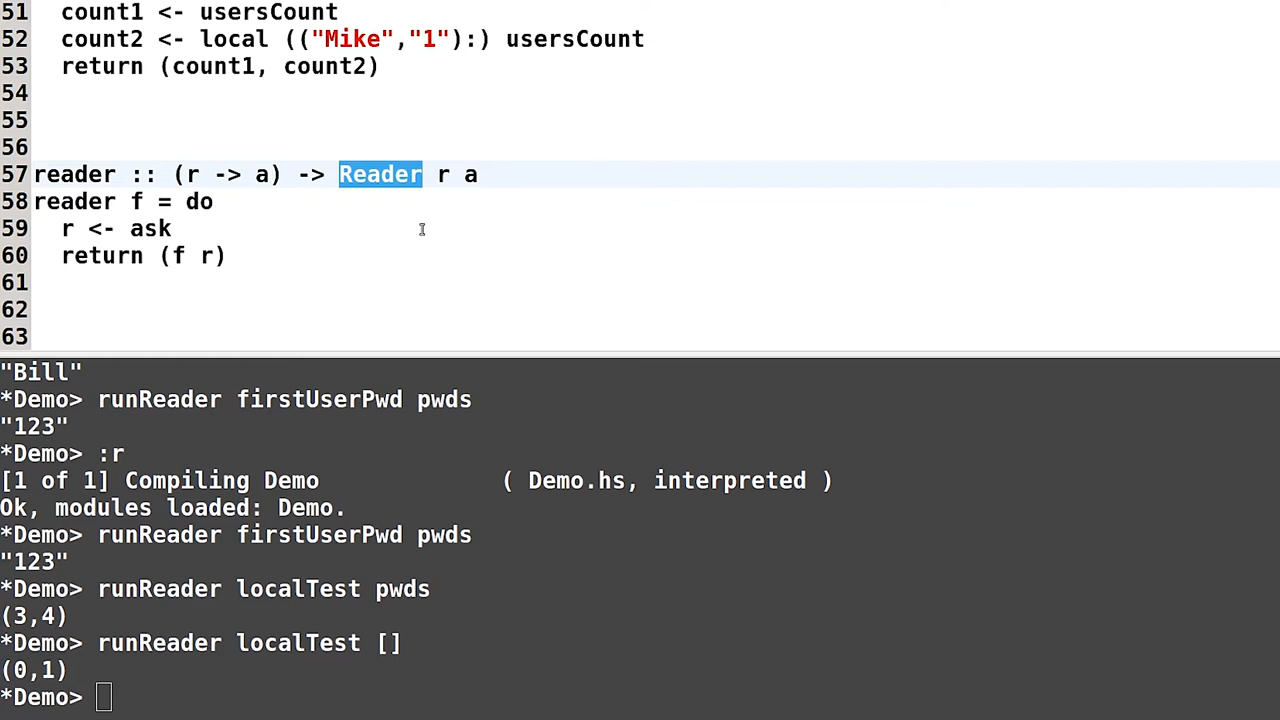 51   count1 <- usersCount
52   count2 <- local (("Mike","1"):) usersCount
53   return (count1, count2)
54
55
56
57 reader :: (r -> a) -> Reader r a
58 reader f = do
59   r <- ask
60   return (f r)
61
62
63
"Bill"
*Demo> runReader firstUserPwd pwds
"123"
*Demo> :r
[1 of 1] Compiling Demo             ( Demo.hs, interpreted )
Ok, modules loaded: Demo.
*Demo> runReader firstUserPwd pwds
"123"
*Demo> runReader localTest pwds
(3,4)
*Demo> runReader localTest []
(0,1)
*Demo>